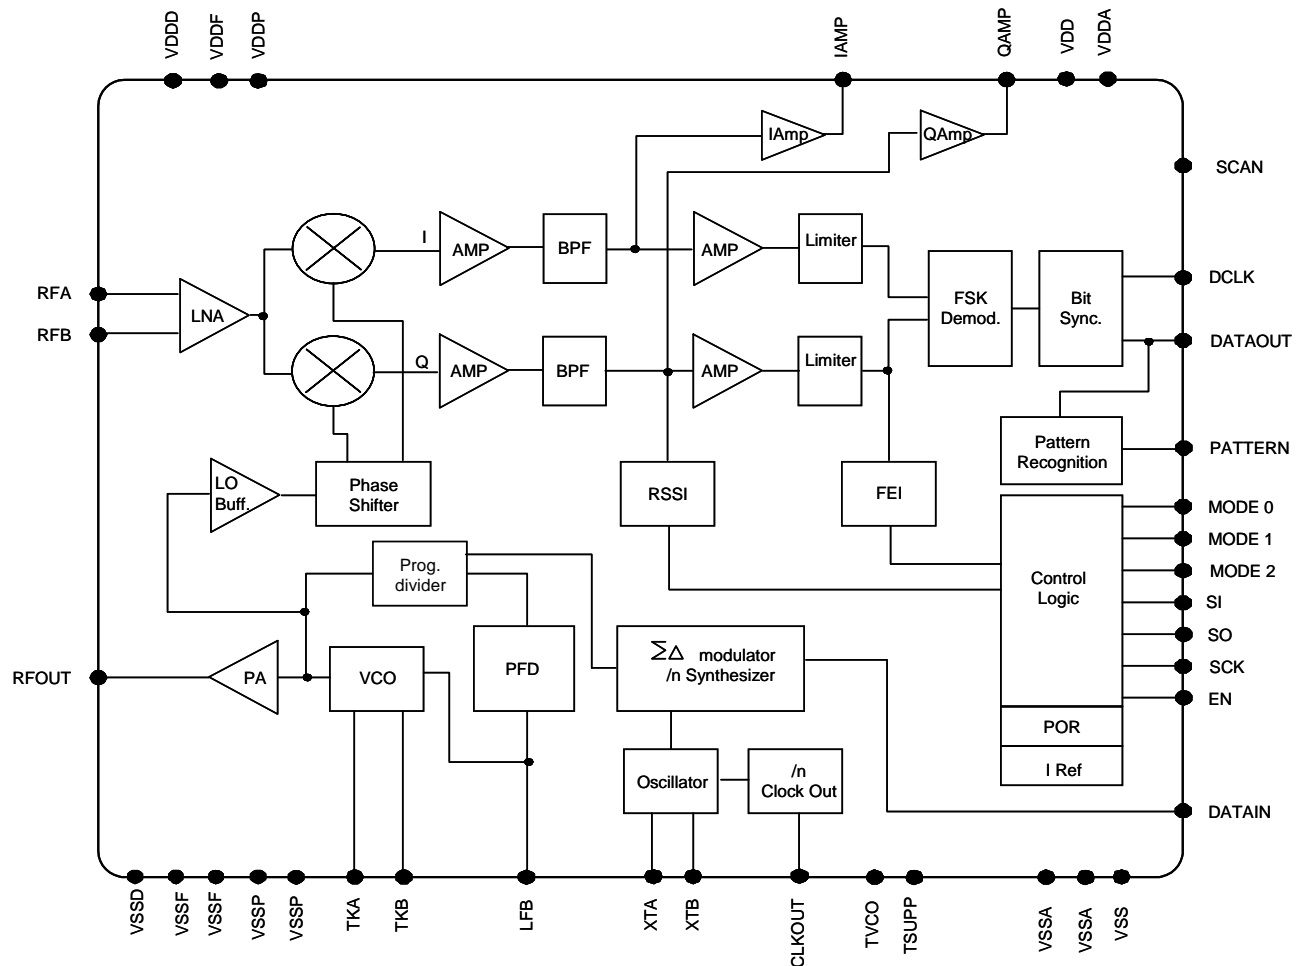 VDDD
VDDF
VDDP
IAMP
QAMP
VDD
VDDA
IAmp
QAmp
SCAN
I
AMP
BPF
AMP
Limiter
RFA
RFB
LNA
FSK
Demod.
Bit
Sync.
DCLK
DATAOUT
Q
AMP
BPF
AMP
Limiter
Pattern
Recognition
PATTERN
LO
Buff.
Phase
Shifter
RSSI
FEI
MODE 0
MODE 1
MODE 2
SI
SO
SCK
EN
Control
Logic
Prog.
divider
RFOUT
PA
VCO
PFD
ΣΔ modulator
/n Synthesizer
POR
I Ref
Oscillator
/n
Clock Out
DATAIN
VSSD
VSSF
VSSF
VSSP
VSSP
TKA
TKB
LFB
XTA
XTB
CLKOUT
TVCO
TSUPP
VSSA
VSSA
VSS